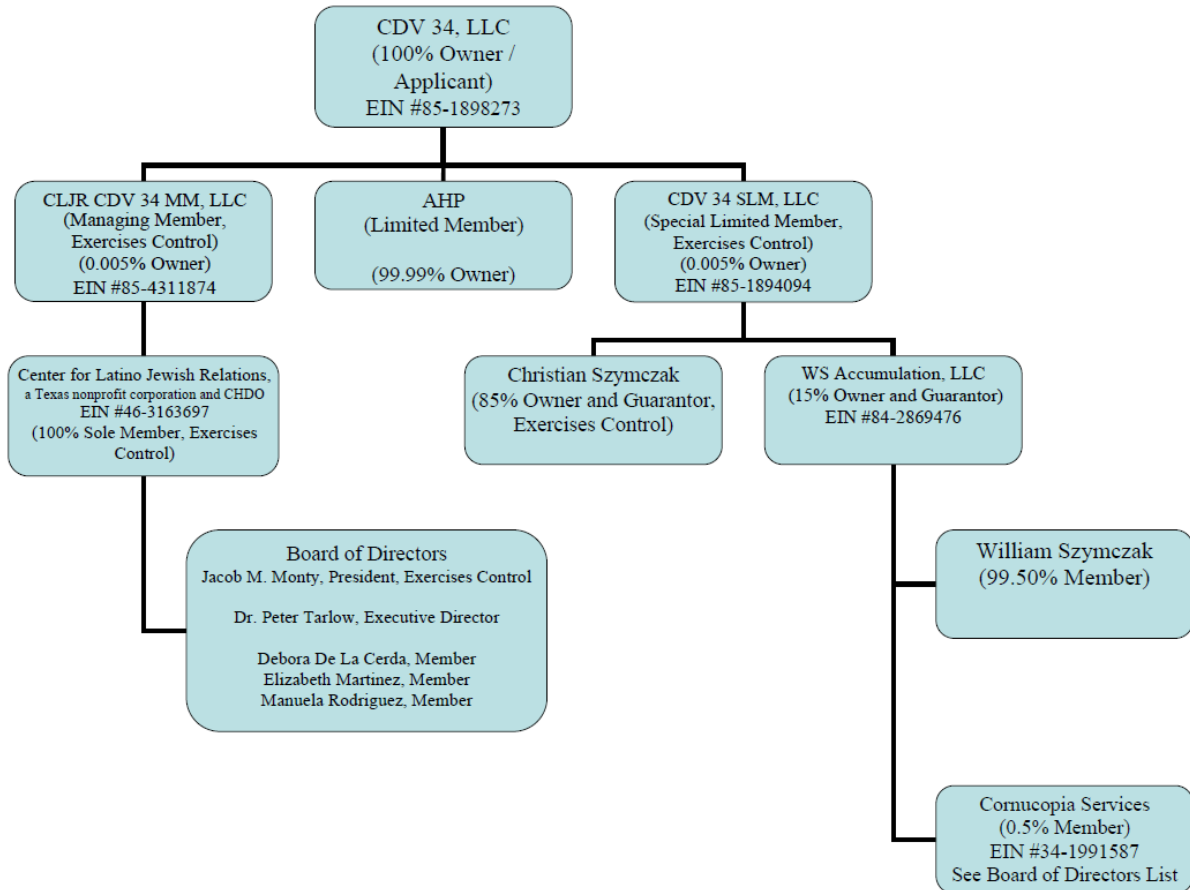 CDV 34, LLC
(100% Owner /
Applicant)
EIN #85-1898273
CLJR CDV 34 MM, LLC
(Managing Member,
Exercises Control)
(0.005% Owner)
EIN #85-4311874
AHP
(Limited Member)
(99.99% Owner)
CDV 34 SLM, LLC
(Special Limited Member,
Exercises Control)
(0.005% Owner)
EIN #85-1894094
Center for Latino Jewish Relations,
a Texas nonprofit corporation and CHDO
EIN #46-3163697
(100% Sole Member, Exercises
Control)
Christian Szymczak
(85% Owner and Guarantor,
Exercises Control)
WS Accumulation, LLC
(15% Owner and Guarantor)
EIN #84-2869476
Board of Directors
Jacob M. Monty, President, Exercises Control
Dr. Peter Tarlow, Executive Director
Debora De La Cerda, Member
Elizabeth Martinez, Member
Manuela Rodriguez, Member
William Szymczak
(99.50% Member)
Cornucopia Services
(0.5% Member)
EIN #34-1991587
See Board of Directors List